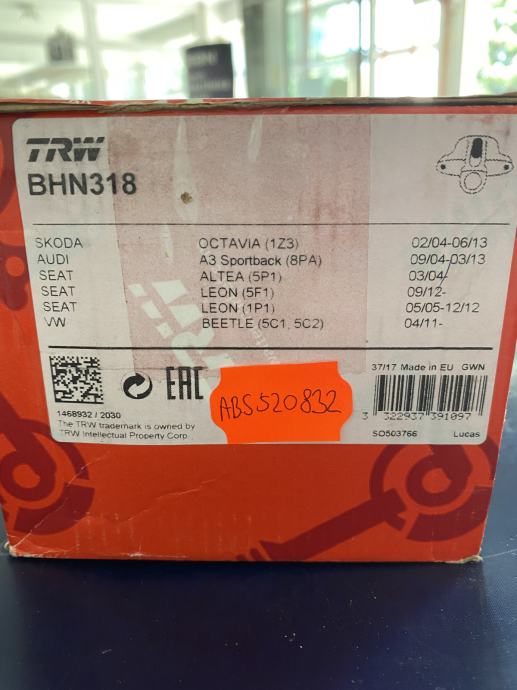 TRW
BHN318
SKODA OCTAVIA (1Z3) 02/04-06/13
AUDI A3 Sportback (8PA) 09/04-03/13
SEAT ALTEA (5P1) 03/04-
SEAT LEON (5F1) 09/12-
SEAT LEON (1P1) 05/05-12/12
VW BEETLE (5C1, 5C2) 04/11-
37/17 Made in EU GWN
EAC
ABS520832
1468932 / 2030
3 322937 391097
The TRW trademark is owned by
TRW Intellectual Property Corp.
SO503766 Lucas